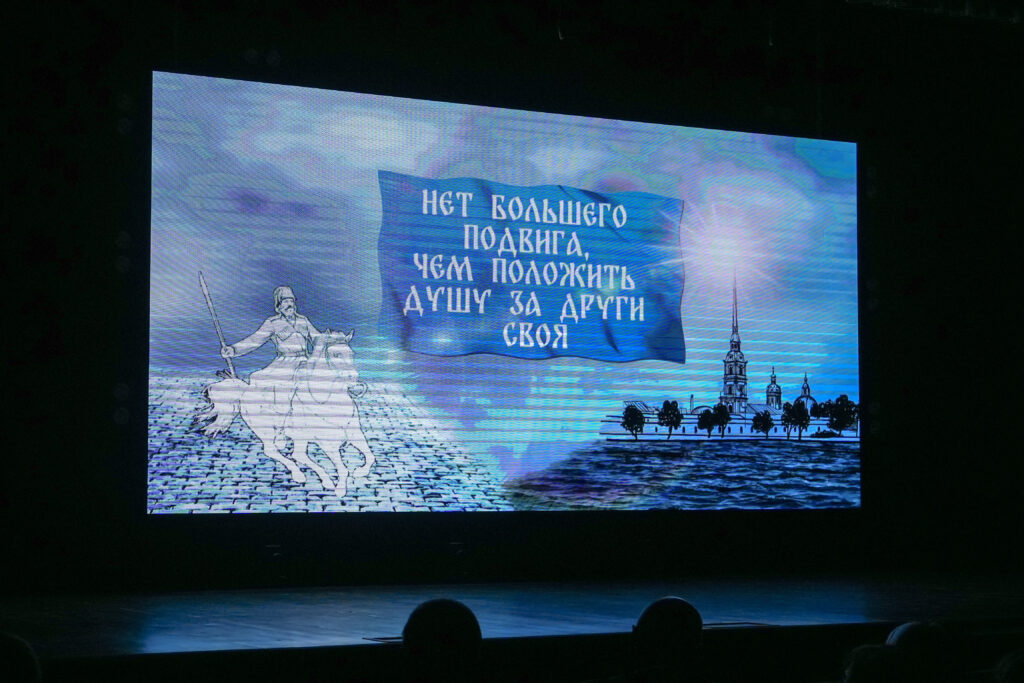 НЕТ БОЛЬШЕГО
ПОДВИГА,
ЧЕМ ПОЛОЖИТЬ
ДУШУ ЗА ДРУГИ
СВОЯ